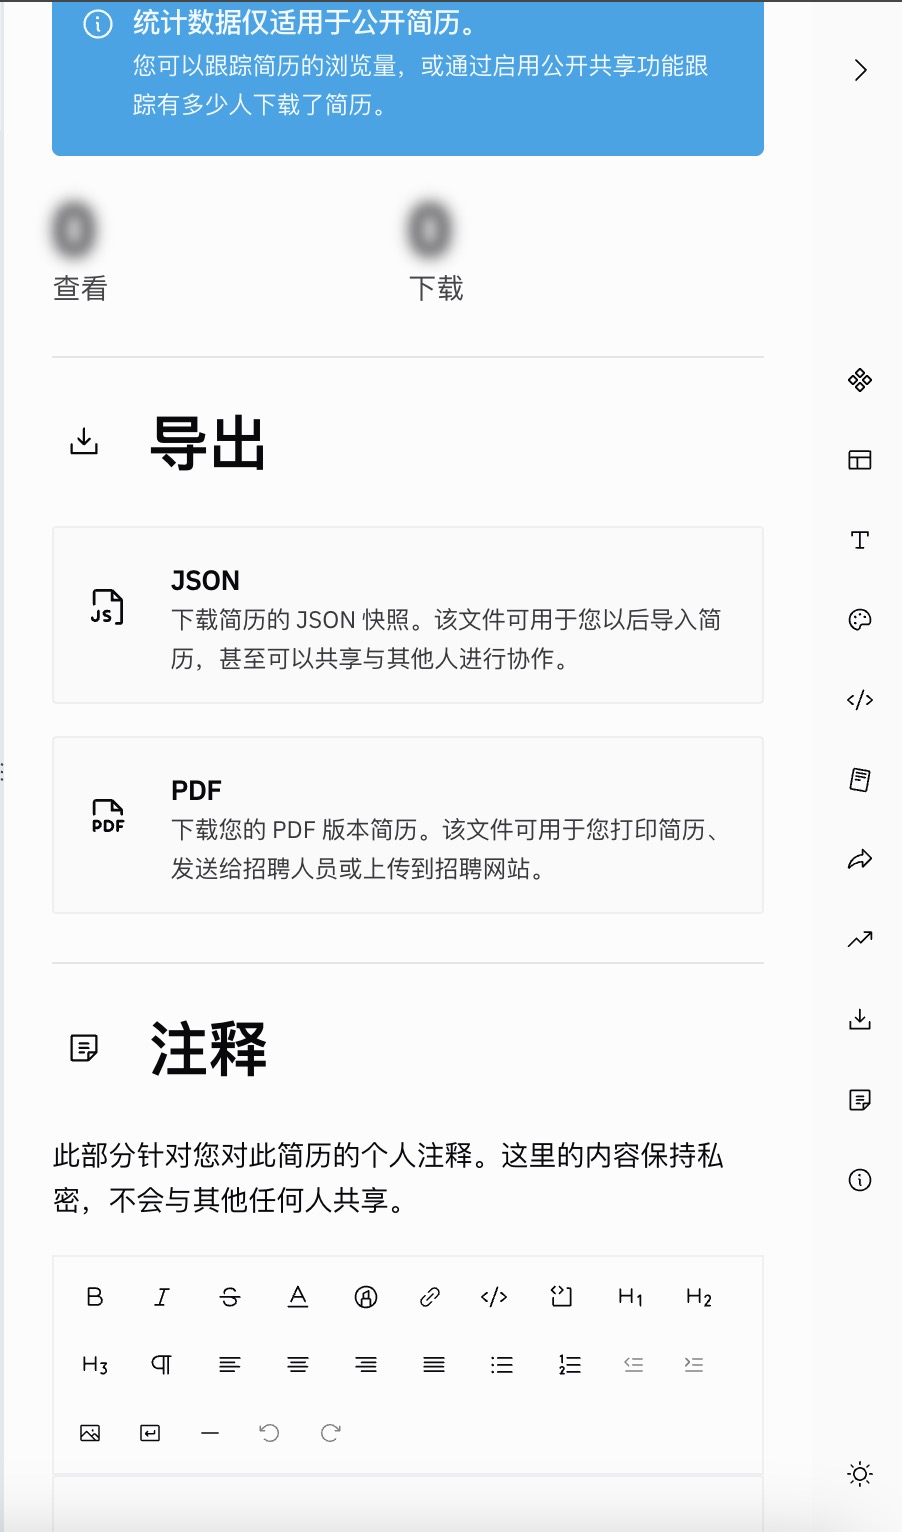 统计数据仅适用于公开简历。
您可以跟踪简历的浏览量，或通过启用公开共享功能跟
踪有多少人下载了简历。
0
0
查看
下载
导出
JSON
下载简历的 JSON 快照。该文件可用于您以后导入简
历，甚至可以共享与其他人进行协作。
PDF
下载您的 PDF 版本简历。该文件可用于您打印简历、
发送给招聘人员或上传到招聘网站。
注释
此部分针对您对此简历的个人注释。这里的内容保持私
密，不会与其他任何人共享。